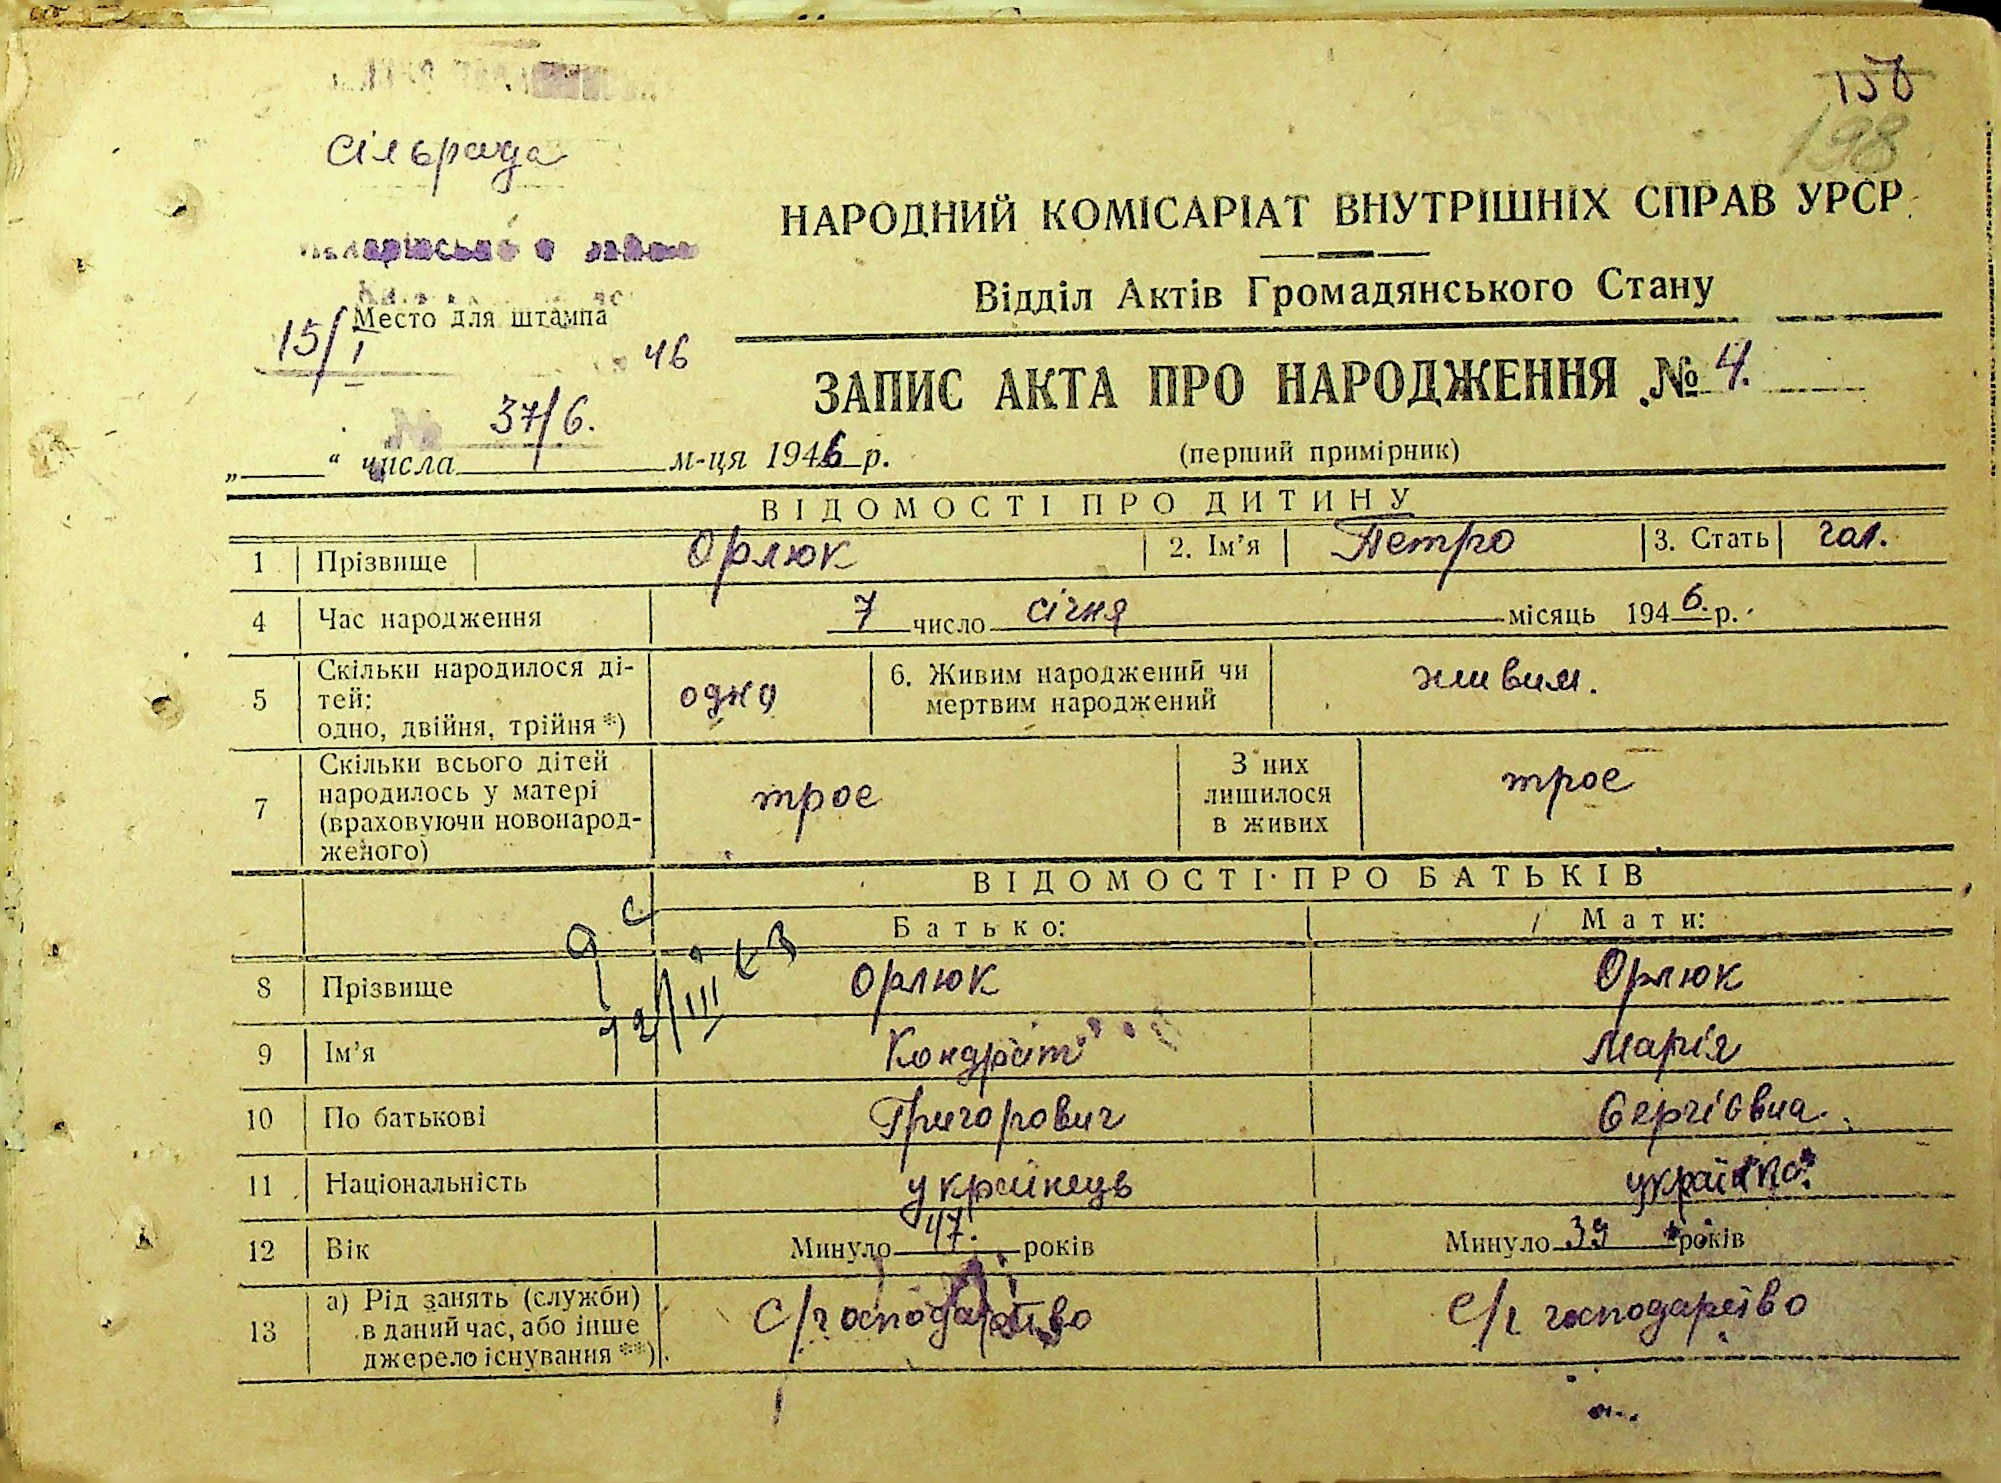 150
198
сільрада
Место для штампа
15/I 46
№ 37/6.
НАРОДНИЙ КОМІСАРІАТ ВНУТРІШНІХ СПРАВ УРСР
Відділ Актів Громадянського Стану
ЗАПИС АКТА ПРО НАРОДЖЕННЯ № 4.
„ “ числа м-ця 1946 р.
(перший примірник)
ВІДОМОСТІ ПРО ДИТИНУ
1 Прізвище Орлюк 2. Ім’я Петро 3. Стать чол.
4 Час народження 7 число січня місяць 1946. р.
5 Скільки народилося ді-
тей:
одно, двійня, трійня *)
одно
6. Живим народжений чи
мертвим народжений
живим.
7 Скільки всього дітей
народилось у матері
(враховуючи новонарод-
женого)
троє
З них
лишилося
в живих
троє
ВІДОМОСТІ ПРО БАТЬКІВ
Батько: Мати:
8 Прізвище Орлюк Орлюк
9 Ім’я Кондрат Марія
10 По батькові Григорович Сергіївна
11 Національність українець українка
12 Вік Минуло 47. років Минуло 39 років
13 а) Рід занять (служби)
в даний час, або інше
джерело існування **)
с/господарство с/г господарство